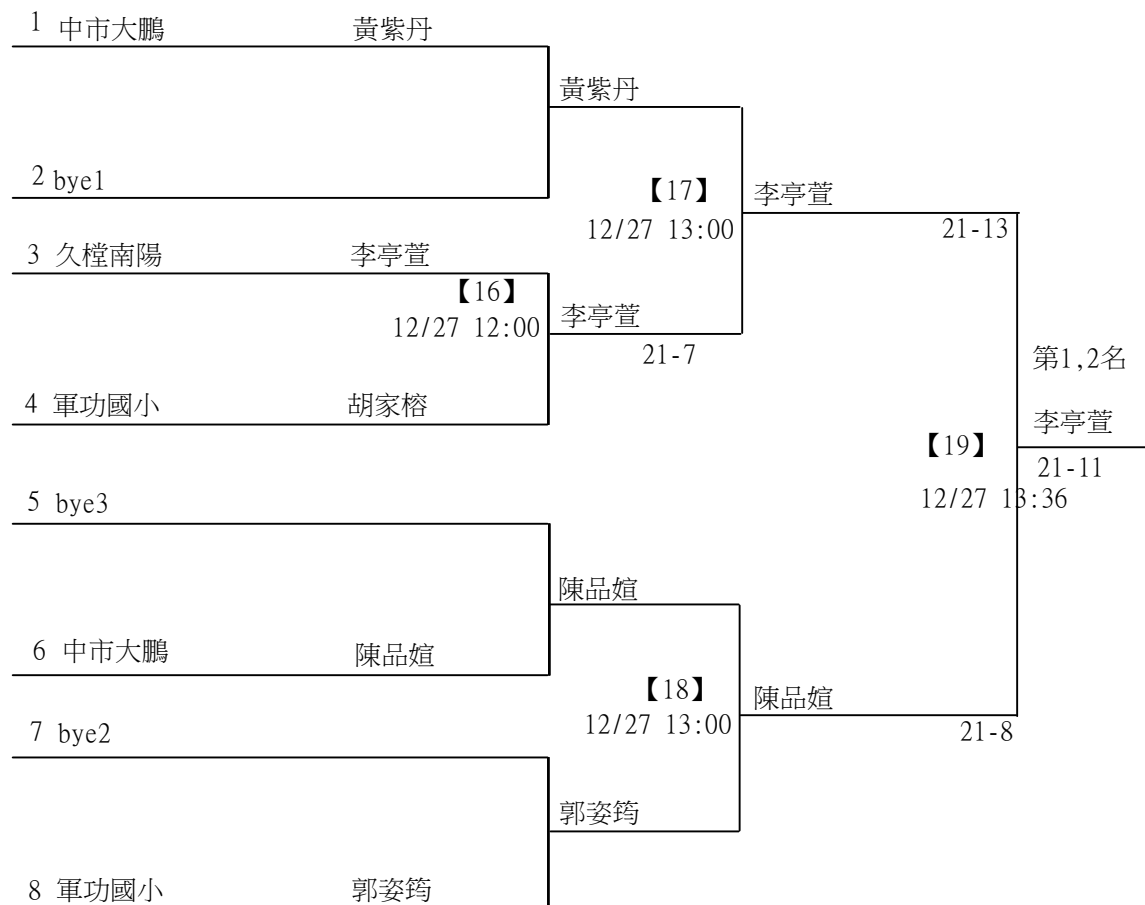 1 中市大鵬 黃紫丹
黃紫丹
2 bye1
【17】
12/27 13:00
李亭萱
21-13
3 久樘南陽 李亭萱
【16】
12/27 12:00
李亭萱
21-7
4 軍功國小 胡家榕
第1,2名
李亭萱
【19】
21-11
12/27 13:36
5 bye3
陳品媗
6 中市大鵬 陳品媗
【18】
12/27 13:00
陳品媗
21-8
7 bye2
郭姿筠
8 軍功國小 郭姿筠